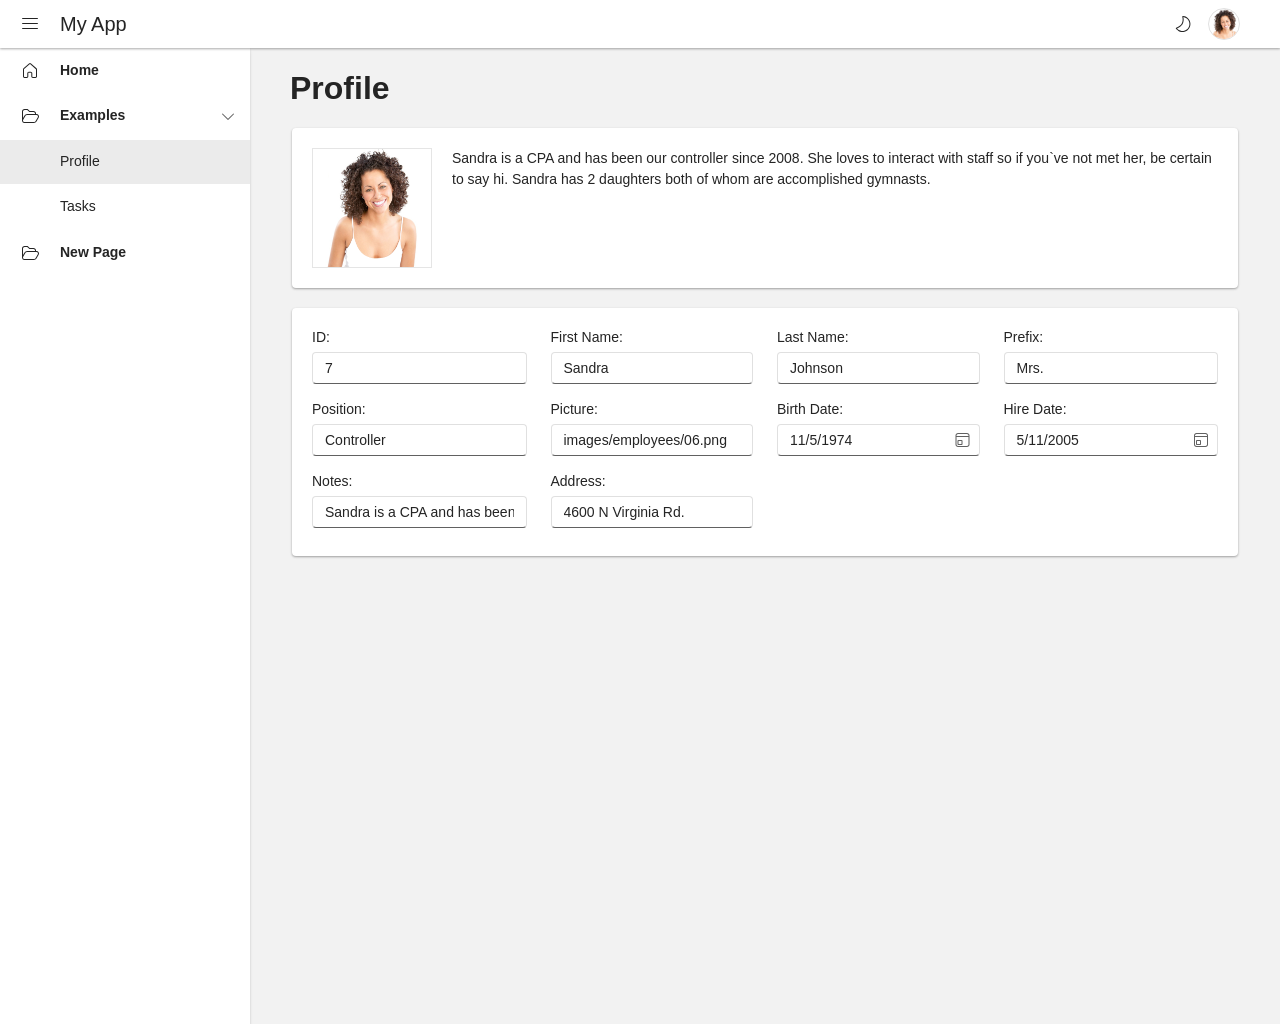 My App
Home
Examples
Profile
Tasks
New Page
Profile
Sandra is a CPA and has been our controller since 2008. She loves to interact with staff so if you`ve not met her, be certain
to say hi. Sandra has 2 daughters both of whom are accomplished gymnasts.
ID: First Name: Last Name: Prefix:
7 Sandra Johnson Mrs.
Position: Picture: Birth Date: Hire Date:
Controller images/employees/06.png 11/5/1974 5/11/2005
Notes: Address:
Sandra is a CPA and has been 4600 N Virginia Rd.